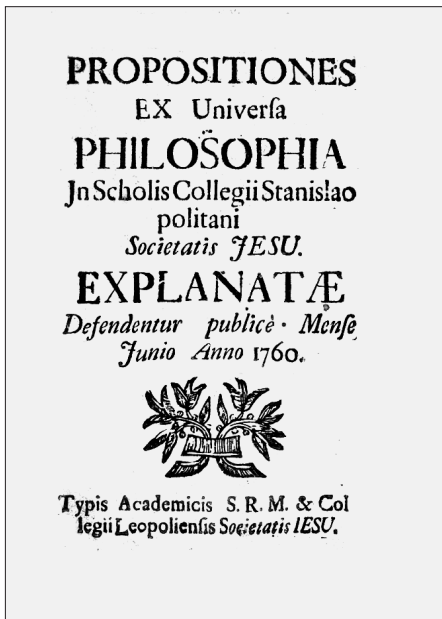 PROPOSITIONES
EX Univerſa
PHILOSOPHIA
Jn Scholis Collegii Stanislao
politani
Societatis JESU.
EXPLANATÆ
Defendentur publicè · Menſe
Junio Anno 1760.
Typis Academicis S. R. M. & Col
legii Leopolienſis Societatis IESU.